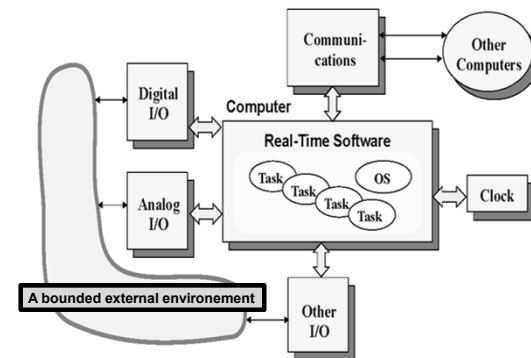 Communi-
cations
Other
Computers
Digital
I/O
Computer
Real-Time Software
Task
Task
Task
Task
OS
Analog
I/O
Clock
A bounded external environement
Other
I/O